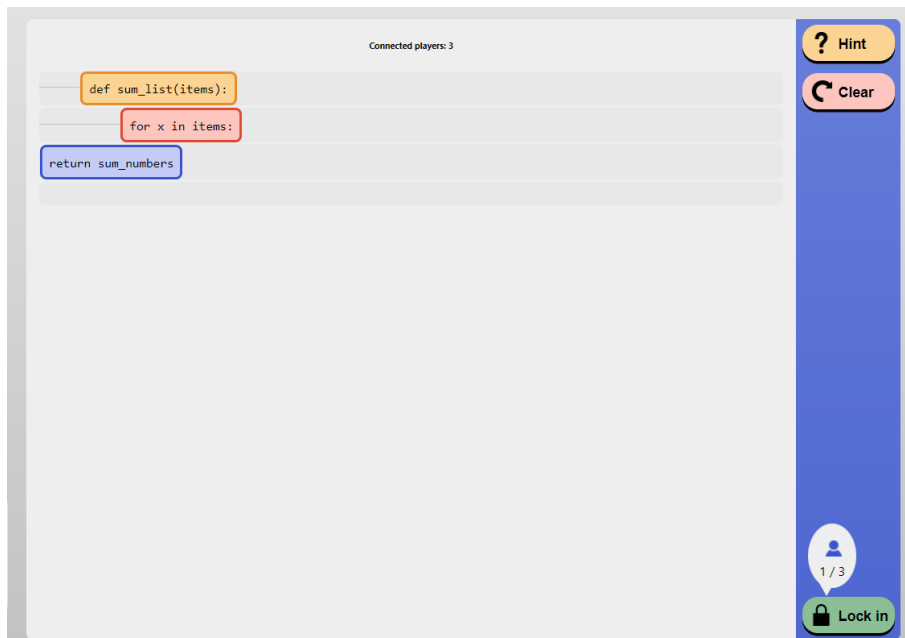 Connected players: 3
? Hint
Clear
def sum_list(items):
for x in items:
return sum_numbers
1 / 3
Lock in